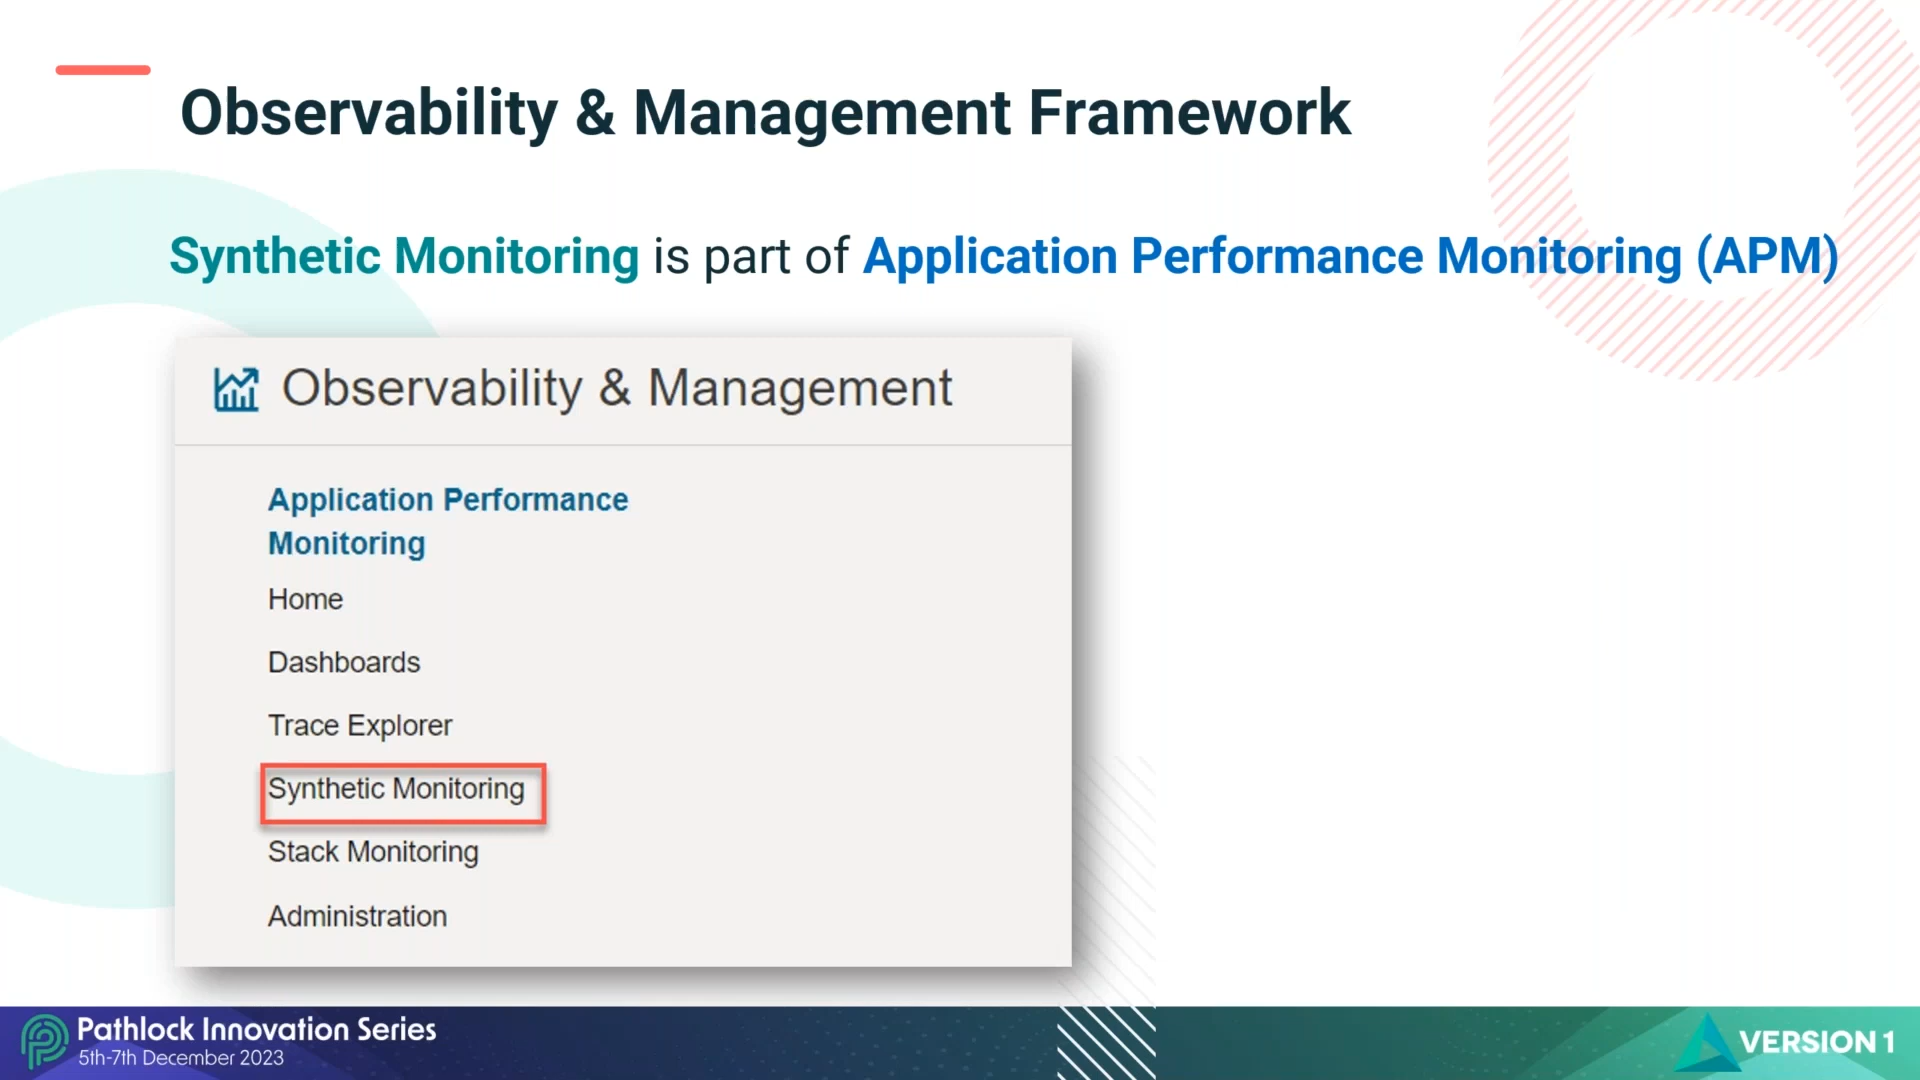 Observability & Management Framework
Synthetic Monitoring is part of Application Performance Monitoring (APM)
Observability & Management
Application Performance
Monitoring
Home
Dashboards
Trace Explorer
Synthetic Monitoring
Stack Monitoring
Administration
Pathlock Innovation Series
5th-7th December 2023
VERSION 1